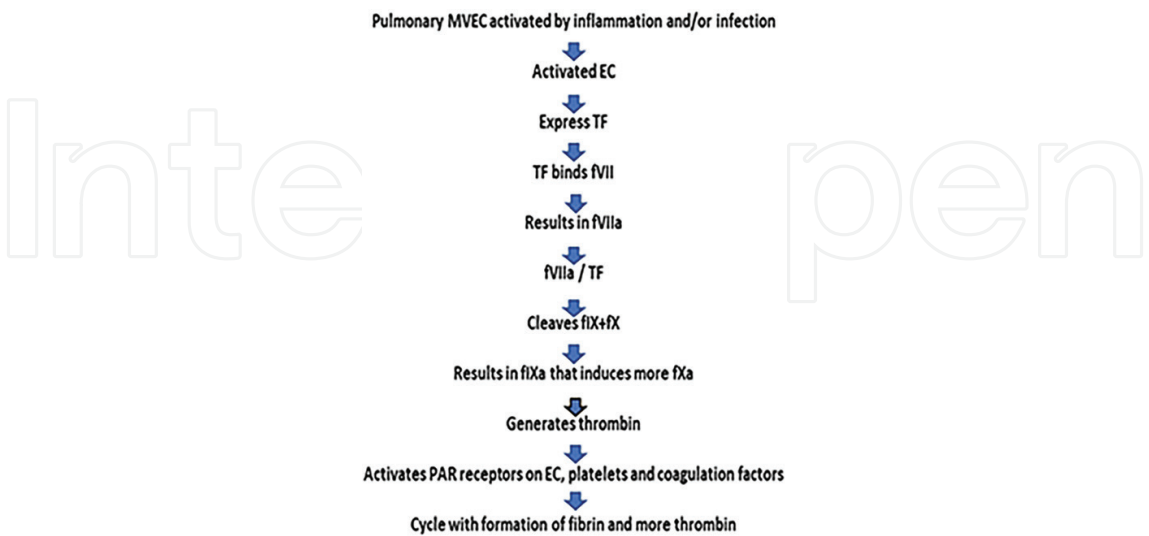 Pulmonary MVEC activated by inflammation and/or infection
Activated EC
Express TF
TF binds fVII
Results in fVIIa
fVIIa / TF
Cleaves fIX+fX
Results in fIXa that induces more fXa
Generates thrombin
Activates PAR receptors on EC, platelets and coagulation factors
Cycle with formation of fibrin and more thrombin
Inte pen